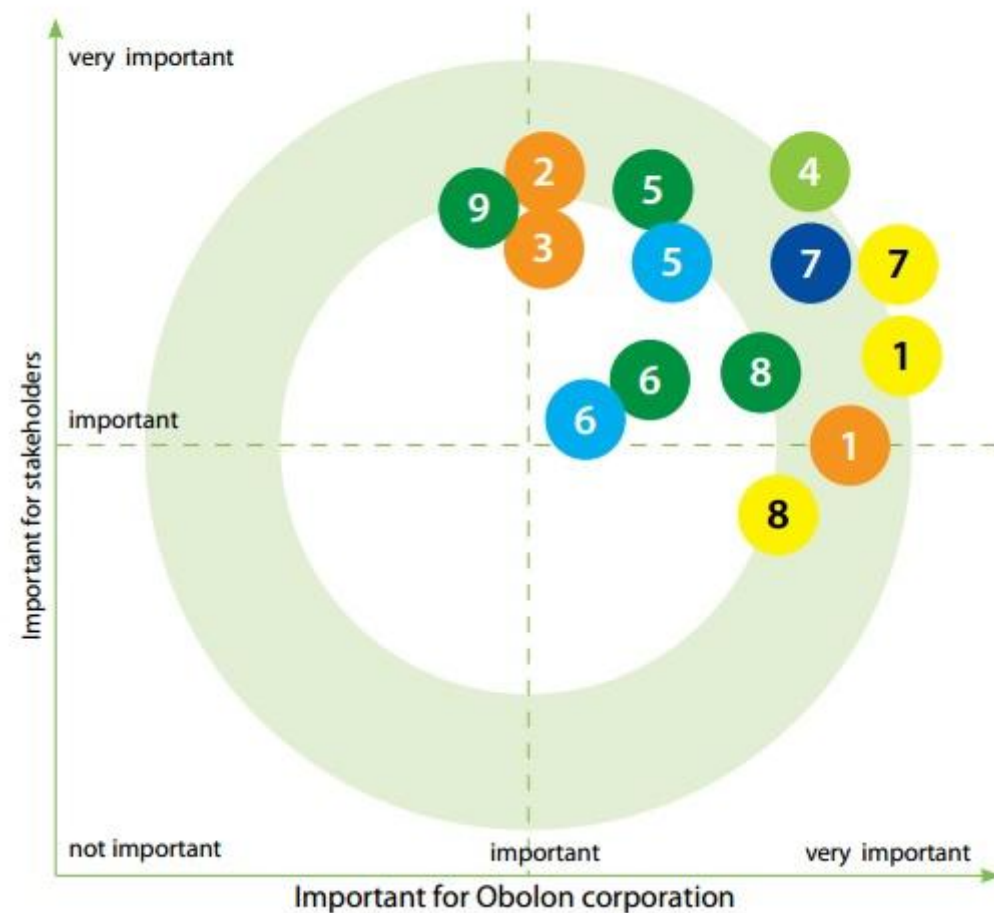 very important
2
5
4
9
3
5
7
7
1
6
8
6
important
1
8
Important for stakeholders
not important
important
very important
Important for Obolon corporation